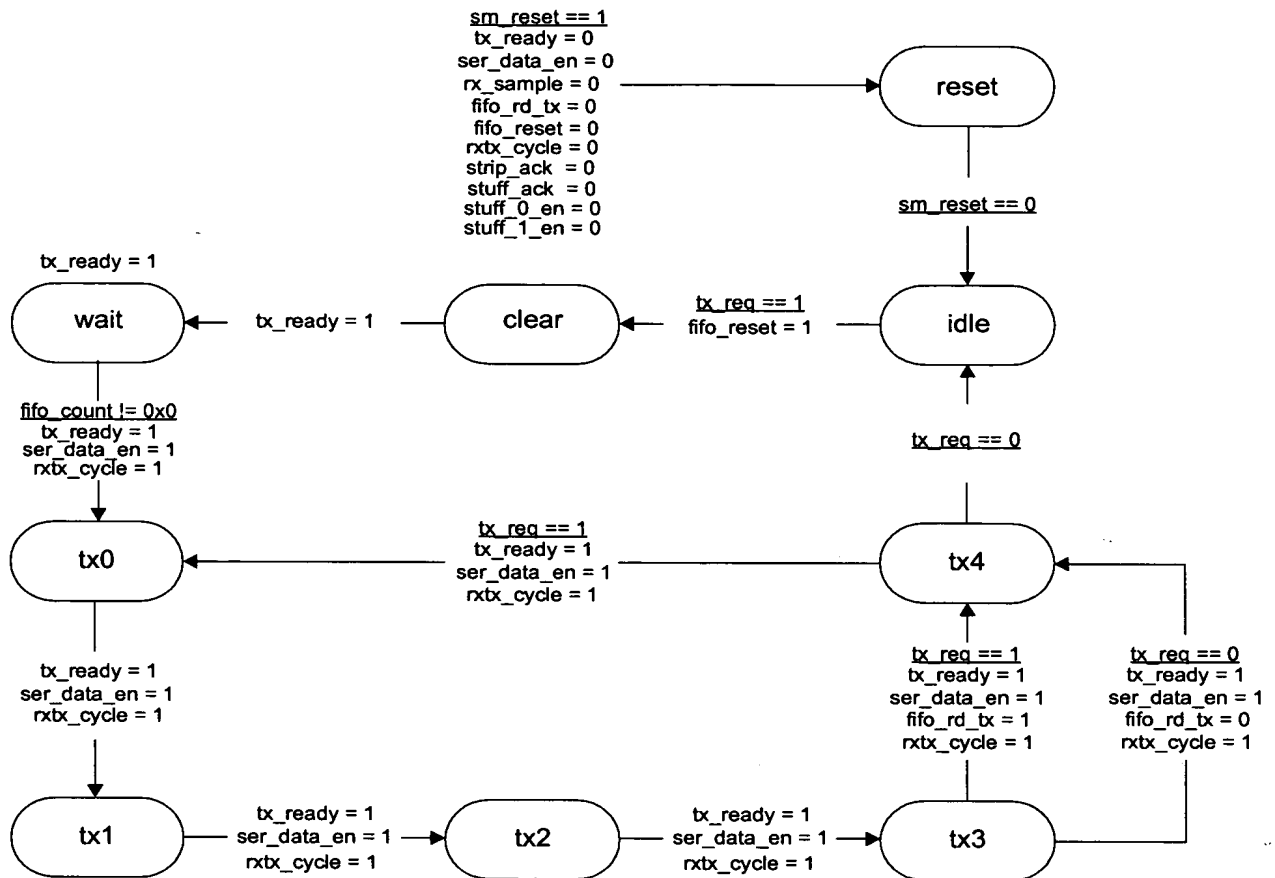 sm_reset == 1
tx_ready = 0
ser_data_en = 0
rx_sample = 0
fifo_rd_tx = 0
fifo_reset = 0
rxtx_cycle = 0
strip_ack = 0
stuff_ack = 0
stuff_0_en = 0
stuff_1_en = 0
reset
sm_reset == 0
tx_ready = 1
wait
tx_ready = 1
clear
tx_req == 1
fifo_reset = 1
idle
fifo_count != 0x0
tx_ready = 1
ser_data_en = 1
rxtx_cycle = 1
tx_req == 0
tx0
tx_req == 1
tx_ready = 1
ser_data_en = 1
rxtx_cycle = 1
tx4
tx_ready = 1
ser_data_en = 1
rxtx_cycle = 1
tx_req == 1
tx_ready = 1
ser_data_en = 1
fifo_rd_tx = 1
rxtx_cycle = 1
tx_req == 0
tx_ready = 1
ser_data_en = 1
fifo_rd_tx = 0
rxtx_cycle = 1
tx1
tx_ready = 1
ser_data_en = 1
rxtx_cycle = 1
tx2
tx_ready = 1
ser_data_en = 1
rxtx_cycle = 1
tx3